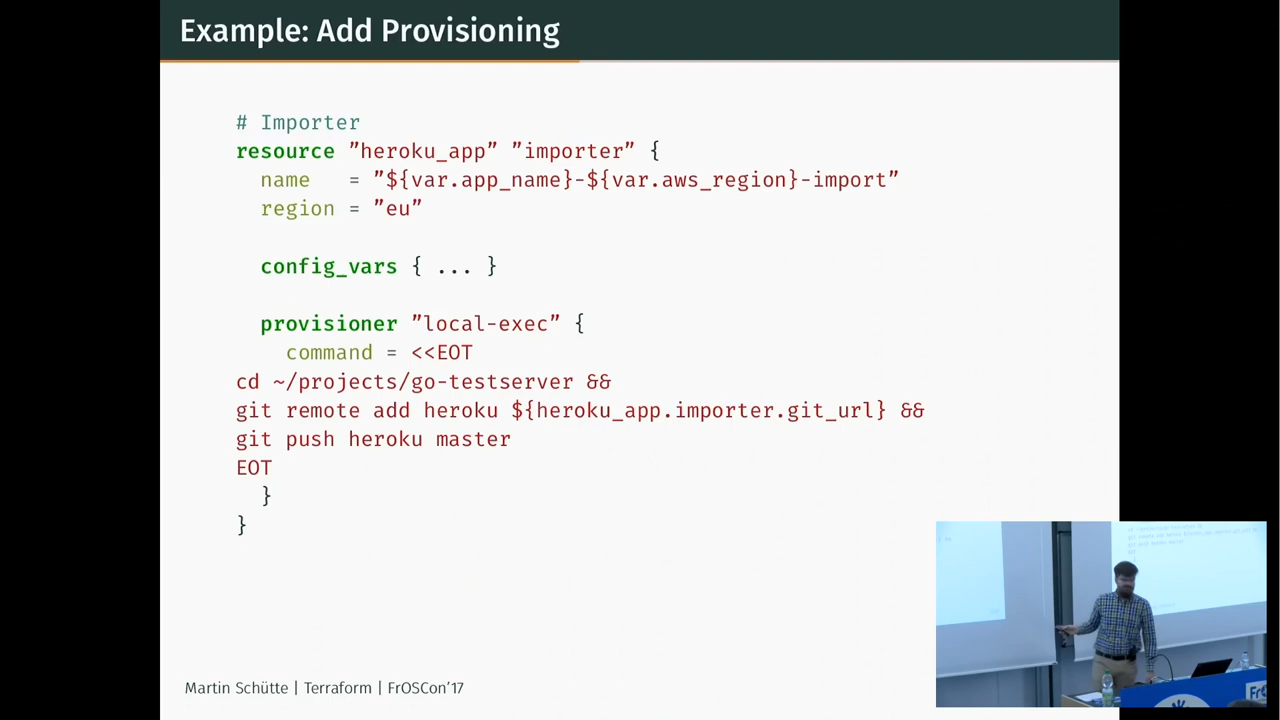 Example: Add Provisioning
# Importer
resource ”heroku_app” ”importer” {
name = ”${var.app_name}-${var.aws_region}-import”
region = ”eu”
config_vars { ... }
provisioner ”local-exec” {
command = <<EOT
cd ~/projects/go-testserver &&
git remote add heroku ${heroku_app.importer.git_url} &&
git push heroku master
EOT
}
}
Martin Schütte | Terraform | FrOSCon’17